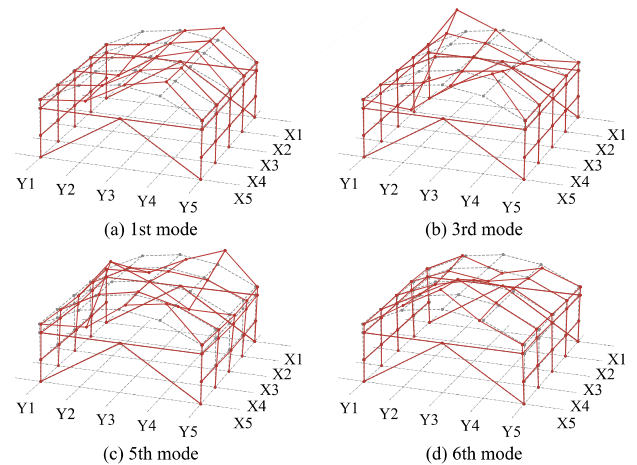 X1
X2
X3
X4
X5
Y1
Y2
Y3
Y4
Y5
(a) 1st mode
X1
X2
X3
X4
X5
Y1
Y2
Y3
Y4
Y5
(b) 3rd mode
X1
X2
X3
X4
X5
Y1
Y2
Y3
Y4
Y5
(c) 5th mode
X1
X2
X3
X4
X5
Y1
Y2
Y3
Y4
Y5
(d) 6th mode